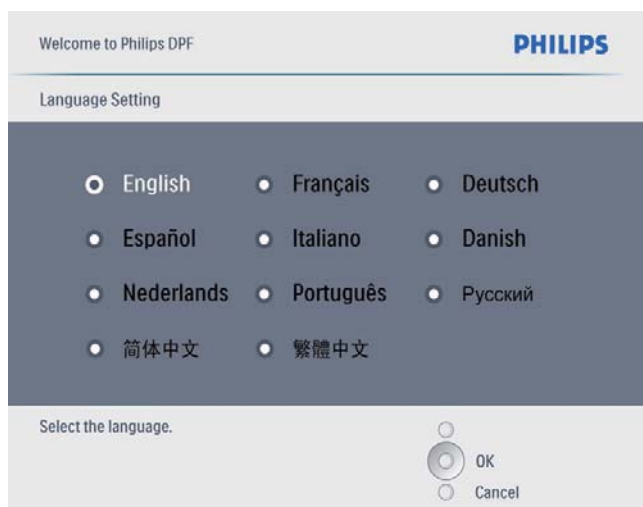 Welcome to Philips DPF PHILIPS
Language Setting
English Français Deutsch
Español Italiano Danish
Nederlands Português Русский
简体中文 繁體中文
Select the language.
OK
Cancel